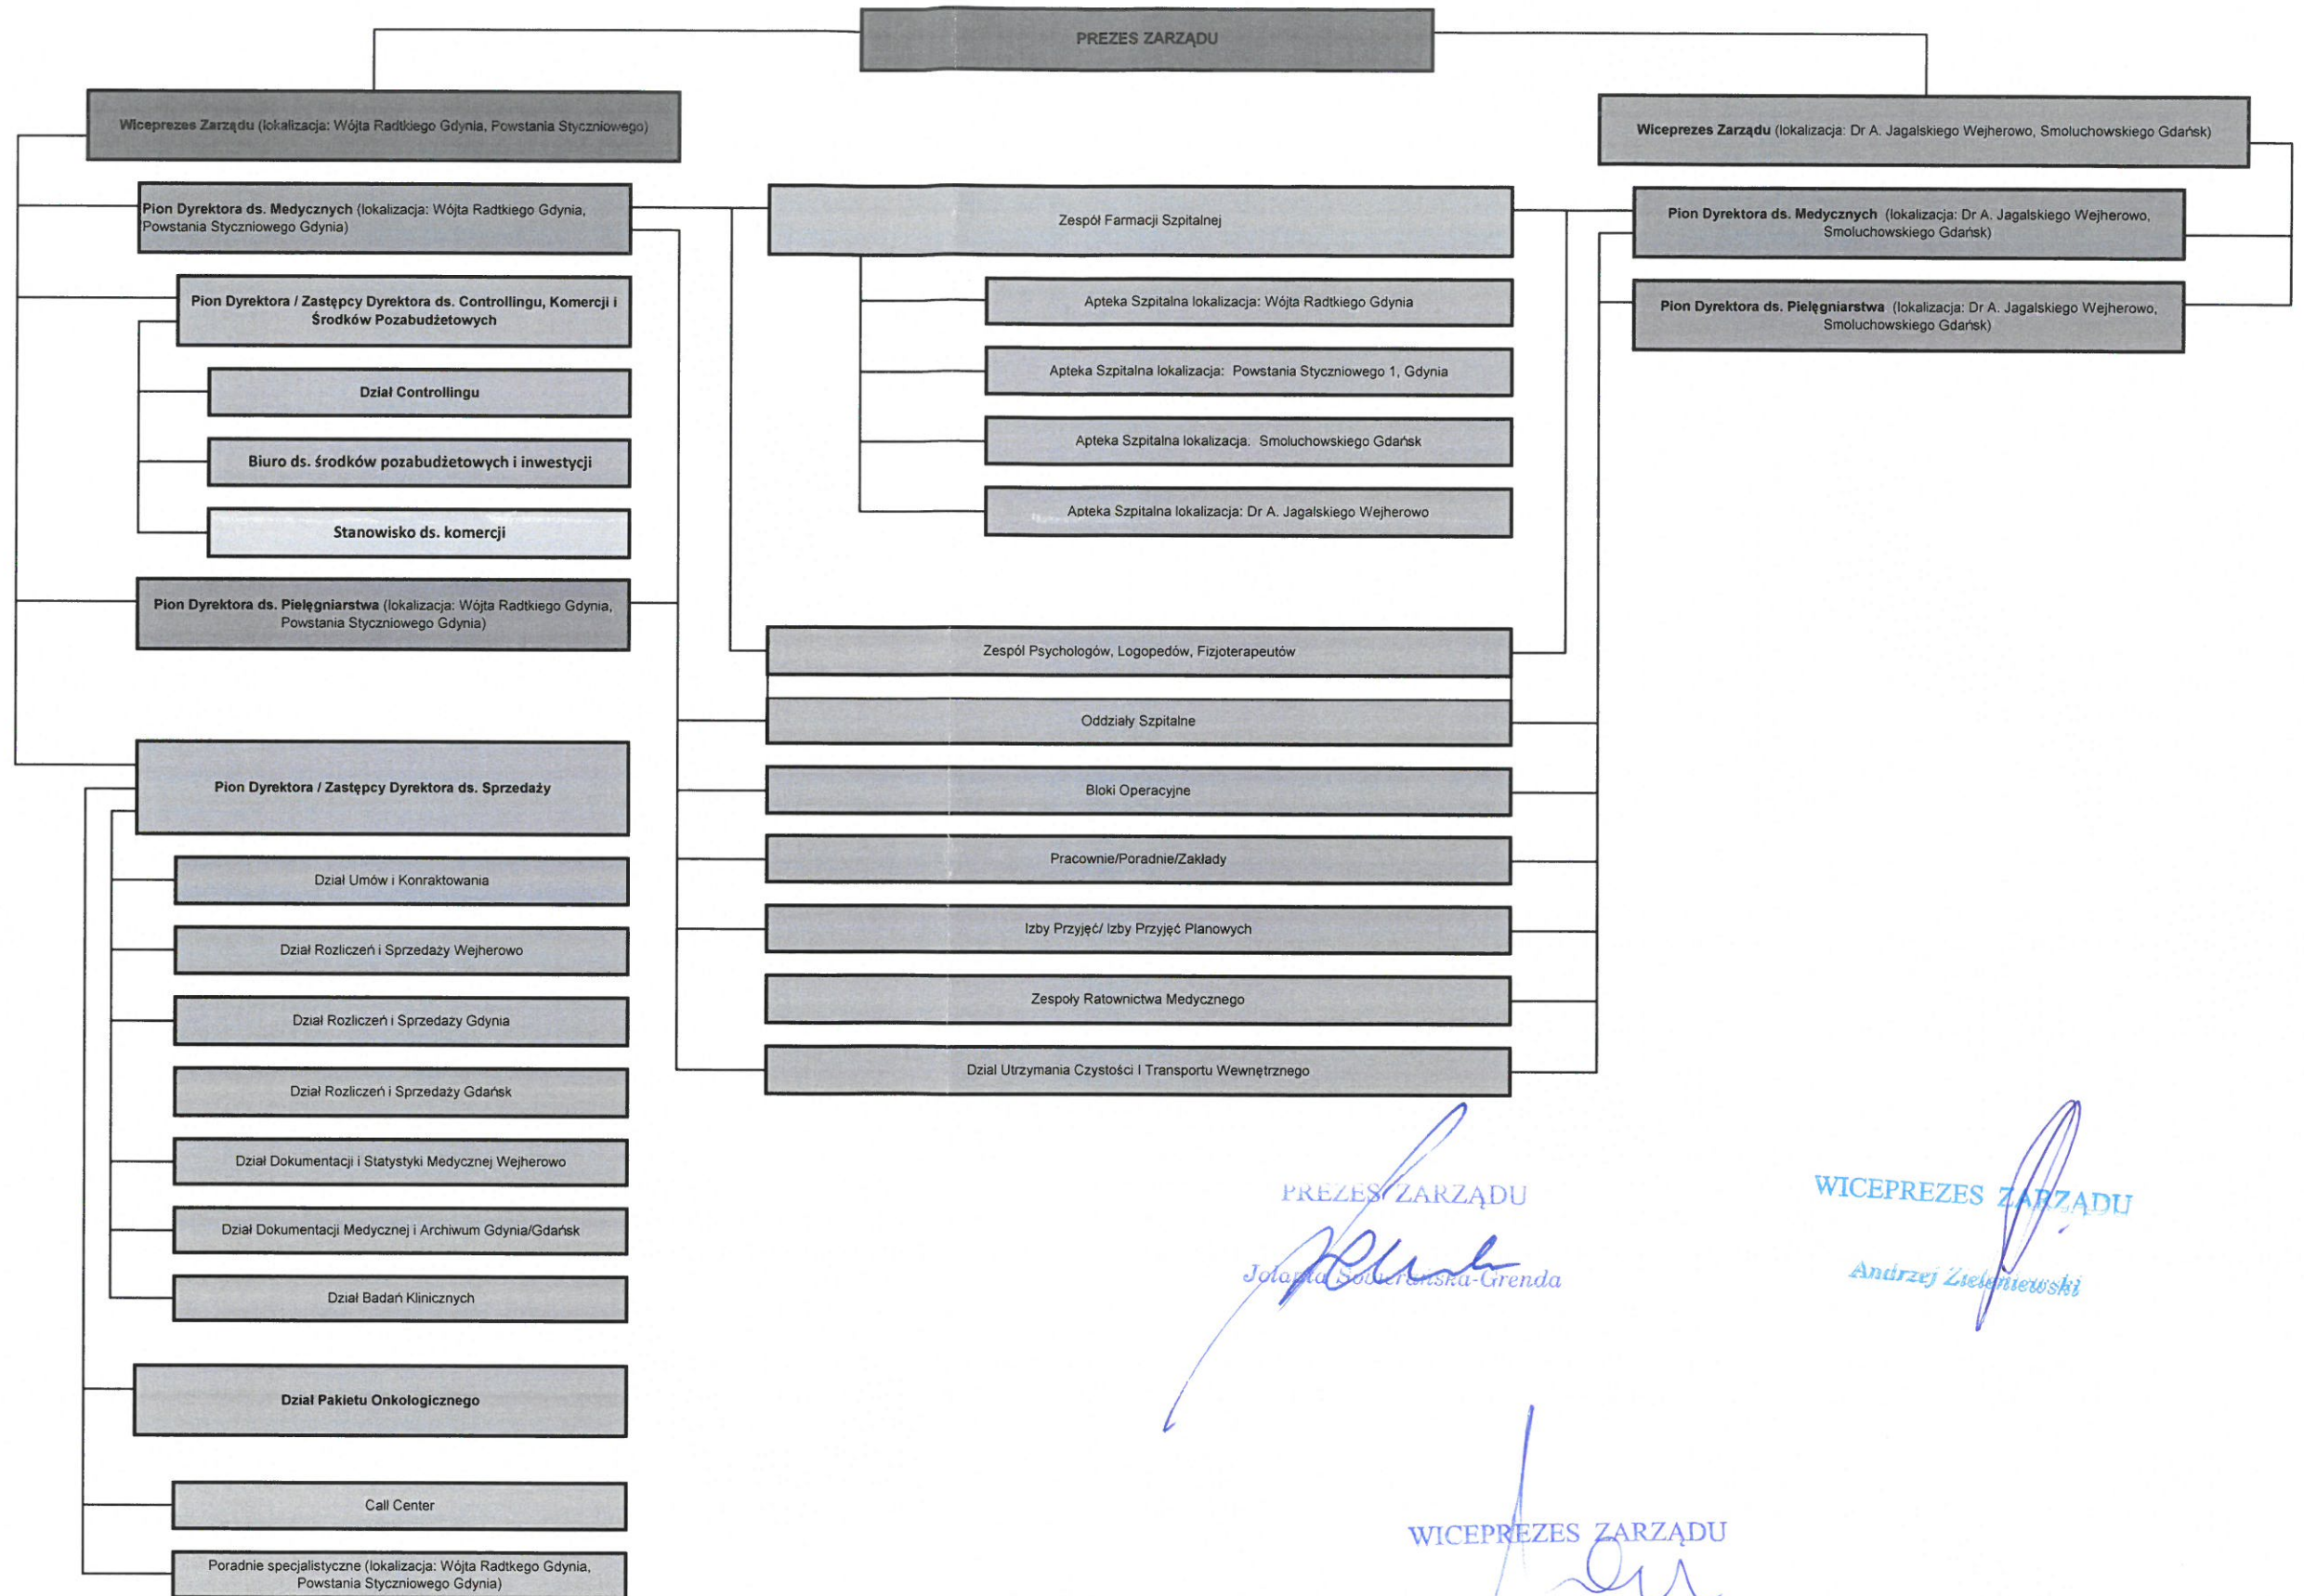 PREZES ZARZĄDU
Wiceprezes Zarządu (lokalizacja: Wójta Radtkiego Gdynia, Powstania Styczniowego)
Wiceprezes Zarządu (lokalizacja: Dr A. Jagalskiego Wejherowo, Smoluchowskiego Gdańsk)
Pion Dyrektora ds. Medycznych (lokalizacja: Wójta Radtkiego Gdynia,
Powstania Styczniowego Gdynia)
Pion Dyrektora / Zastępcy Dyrektora ds. Controllingu, Komercji i
Środków Pozabudżetowych
Dział Controllingu
Biuro ds. środków pozabudżetowych i inwestycji
Stanowisko ds. komercji
Pion Dyrektora ds. Pielęgniarstwa (lokalizacja: Wójta Radtkiego Gdynia,
Powstania Styczniowego Gdynia)
Pion Dyrektora / Zastępcy Dyrektora ds. Sprzedaży
Dział Umów i Konraktowania
Dział Rozliczeń i Sprzedaży Wejherowo
Dział Rozliczeń i Sprzedaży Gdynia
Dział Rozliczeń i Sprzedaży Gdańsk
Dział Dokumentacji i Statystyki Medycznej Wejherowo
Dział Dokumentacji Medycznej i Archiwum Gdynia/Gdańsk
Dział Badań Klinicznych
Dział Pakietu Onkologicznego
Call Center
Poradnie specjalistyczne (lokalizacja: Wójta Radtkego Gdynia,
Powstania Styczniowego Gdynia)
Zespół Farmacji Szpitalnej
Apteka Szpitalna lokalizacja: Wójta Radtkiego Gdynia
Apteka Szpitalna lokalizacja: Powstania Styczniowego 1, Gdynia
Apteka Szpitalna lokalizacja. Smoluchowskiego Gdańsk
Apteka Szpitalna lokalizacja: Dr A. Jagalskiego Wejherowo
Zespól Psychologów, Logopedów, Fizjoterapeutów
Oddziały Szpitalne
Bloki Operacyjne
Pracownie/Poradnie/Zakłady
Izby Przyjęć/ Izby Przyjęć Planowych
Zespoły Ratownictwa Medycznego
Dzial Utrzymania Czystości I Transportu Wewnętrznego
Pion Dyrektora ds. Medycznych (lokalizacja: Dr A. Jagalskiego Wejherowo,
Smoluchowskiego Gdańsk)
Pion Dyrektora ds. Pielęgniarstwa (lokalizacja: Dr A. Jagalskiego Wejherowo,
Smoluchowskiego Gdańsk)
PREZES ZARZĄDU
Jolanta Sobierańska-Grenda
WICEPREZES ZARZĄDU
Andrzej Zieleniewski
WICEPREZES ZARZĄDU